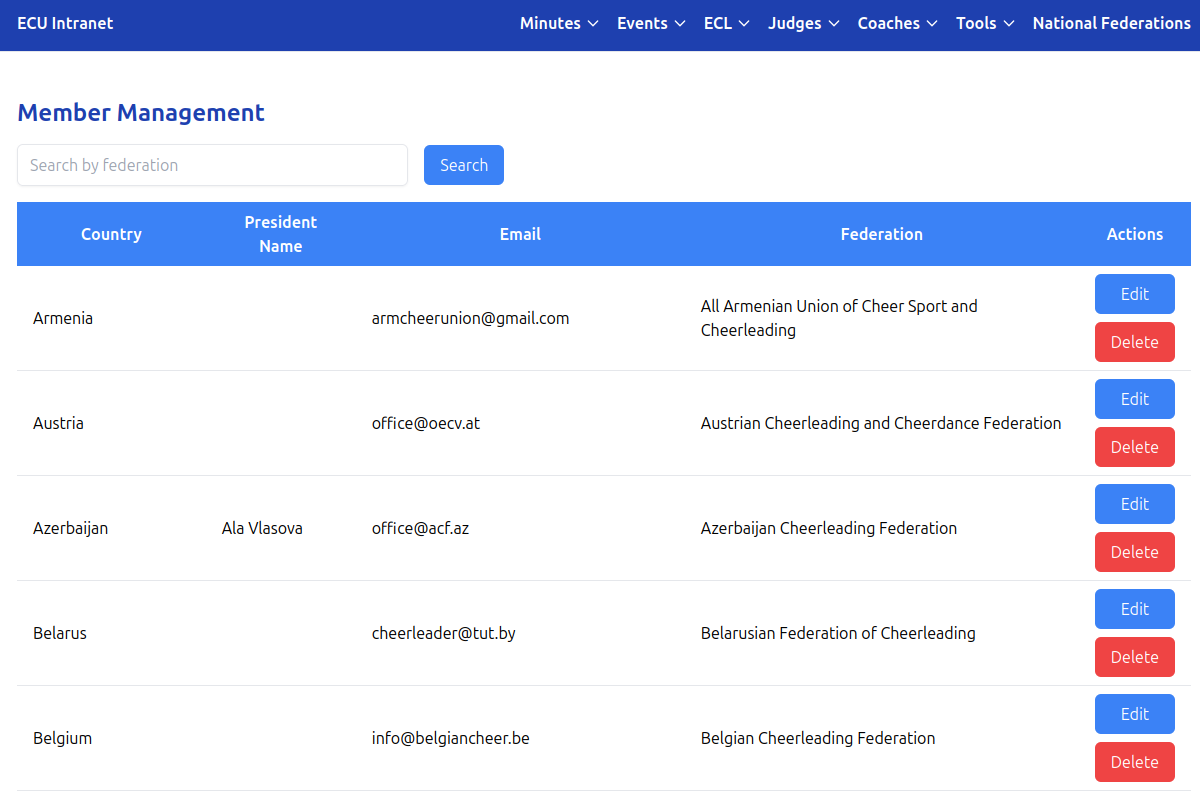 ECU Intranet Minutes Events ECL Judges Coaches Tools National Federations
Member Management
Search by federation Search
Country President Name Email Federation Actions
Armenia armcheerunion@gmail.com All Armenian Union of Cheer Sport and Cheerleading Edit Delete
Austria office@oecv.at Austrian Cheerleading and Cheerdance Federation Edit Delete
Azerbaijan Ala Vlasova office@acf.az Azerbaijan Cheerleading Federation Edit Delete
Belarus cheerleader@tut.by Belarusian Federation of Cheerleading Edit Delete
Belgium info@belgiancheer.be Belgian Cheerleading Federation Edit Delete